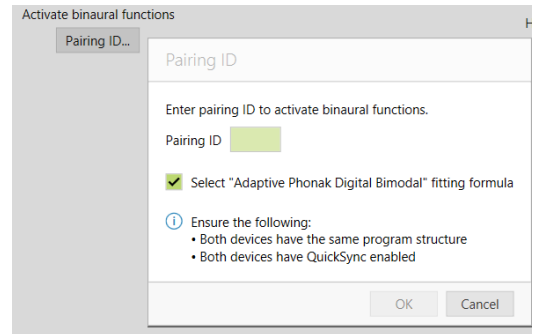 Activate binaural functions
H
Pairing ID...
Pairing ID
Enter pairing ID to activate binaural functions.
Pairing ID
Select "Adaptive Phonak Digital Bimodal" fitting formula
Ensure the following:
• Both devices have the same program structure
• Both devices have QuickSync enabled
OK Cancel